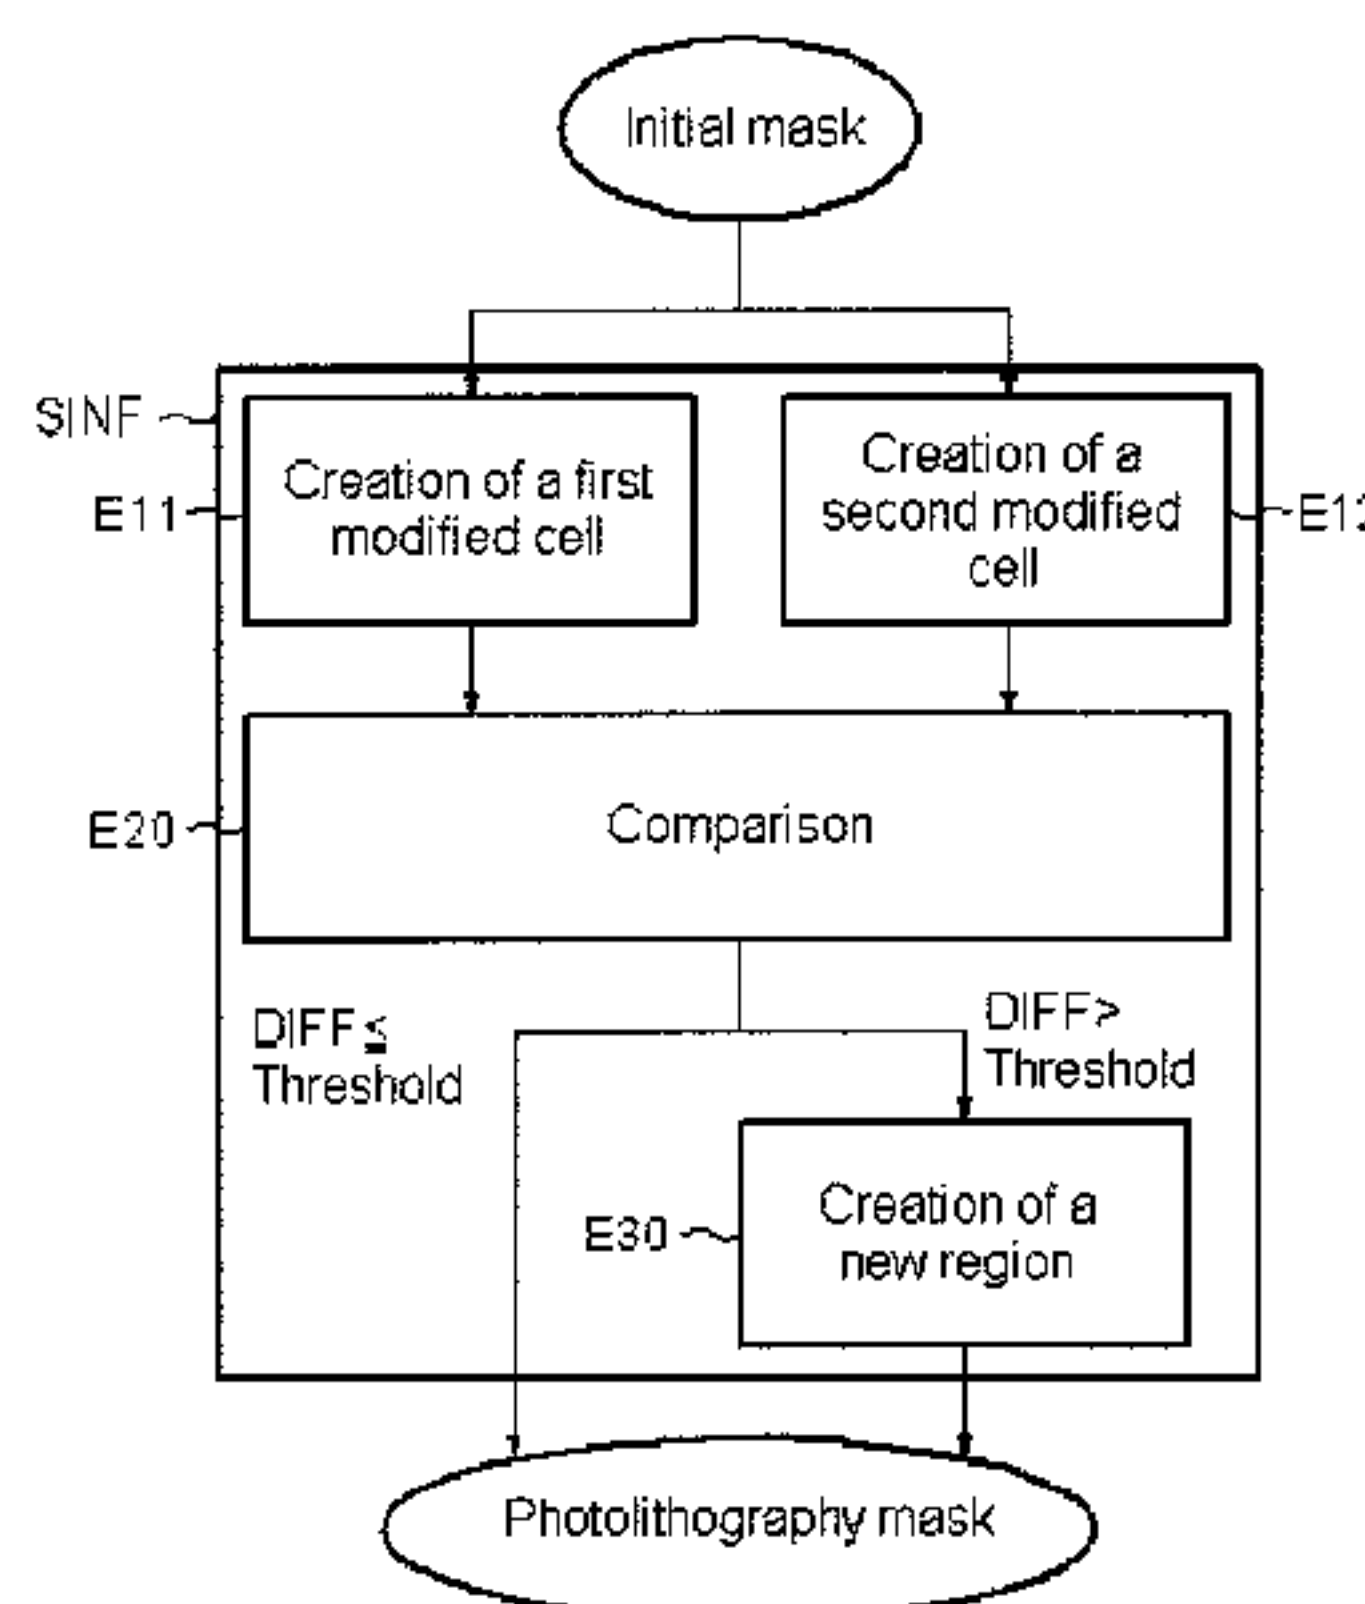 Initial mask
SINF
Creation of a first
modified cell
E11
Creation of a
second modified
cell
Comparison
E20
DIFF≤
Threshold
DIFF>
Threshold
Creation of a
new region
E30
Photolithography mask